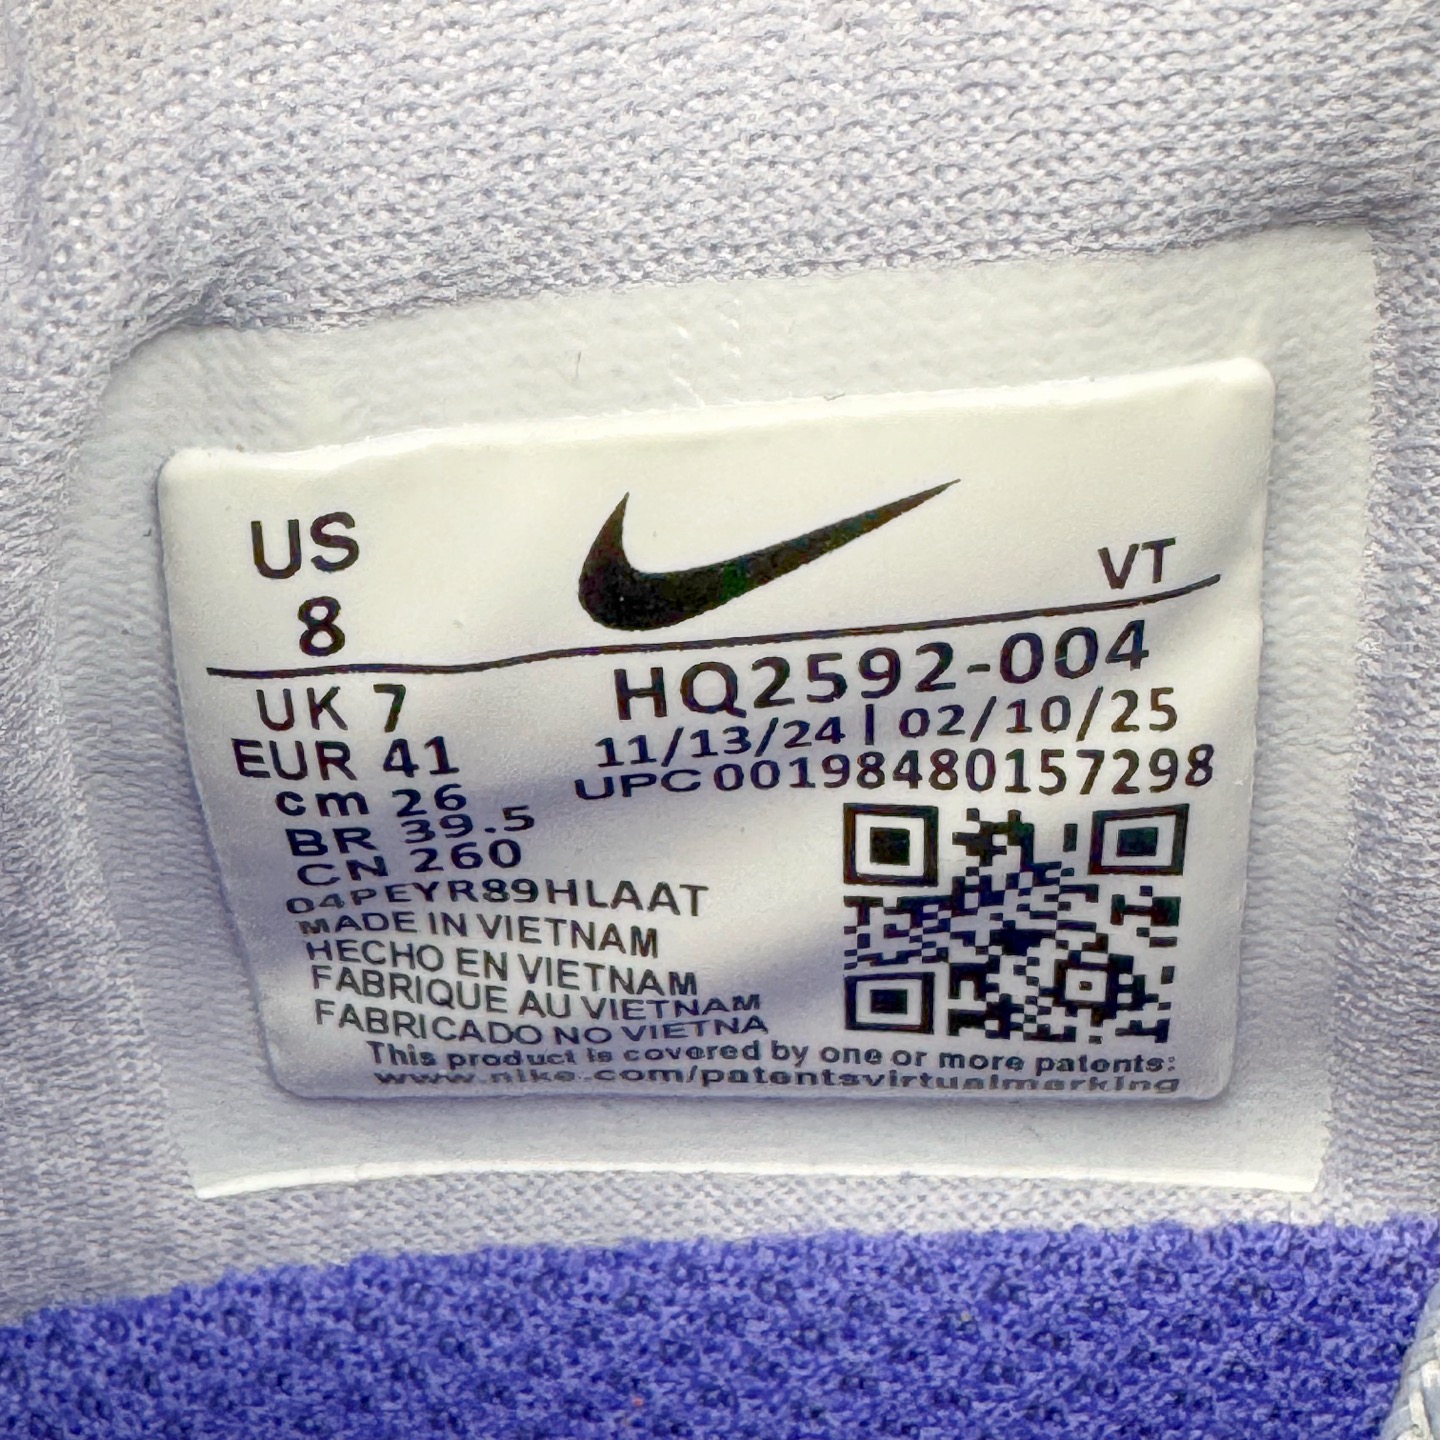 US
8
VT
UK 7
EUR 41
cm 26
BR 39.5
CN 260
HQ2592-004
11/13/24 | 02/10/25
UPC 00198480157298
04PEYR89HLAAT
MADE IN VIETNAM
HECHO EN VIETNAM
FABRIQUE AU VIETNAM
FABRICADO NO VIETNA
This product is covered by one or more patents:
www.nike.com/patentsvirtualmarking